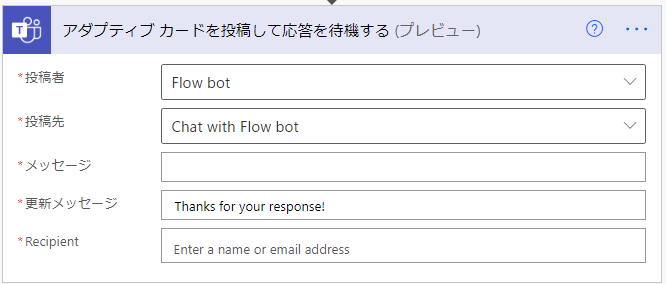 アダプティブ カードを投稿して応答を待機する (プレビュー)
*投稿者
Flow bot
*投稿先
Chat with Flow bot
*メッセージ
*更新メッセージ
Thanks for your response!
*Recipient
Enter a name or email address